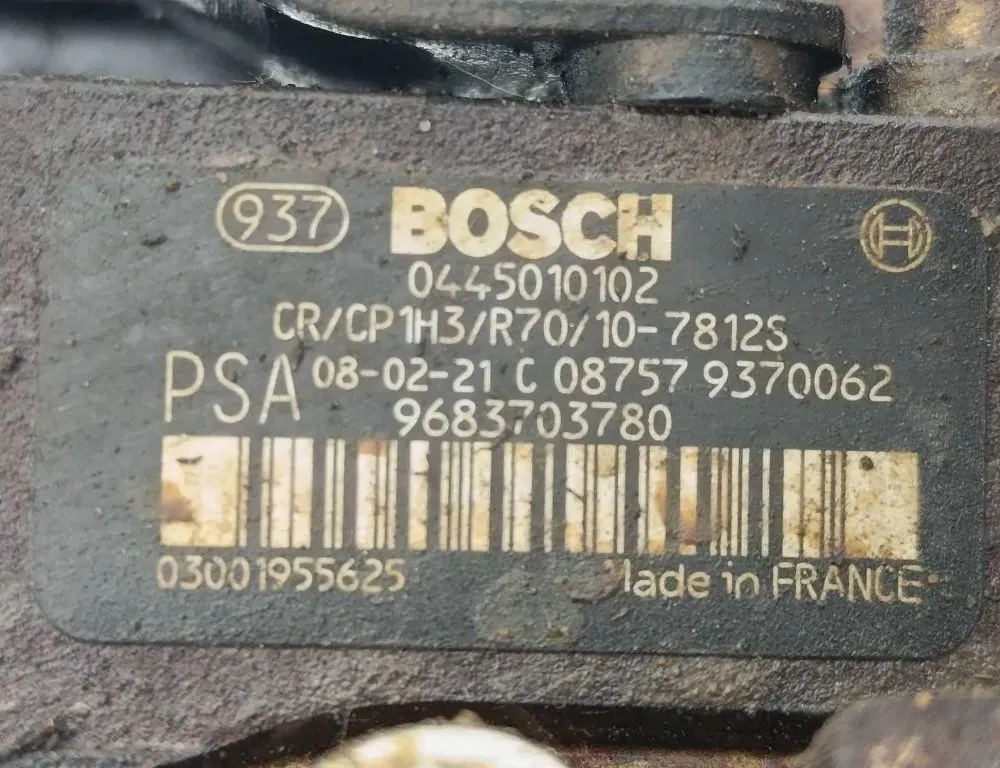 937 BOSCH
0445010102
CR/CP1H3/R70/10-7812S
PSA 08-02-21 C 08757 9370062
9683703780
03001955625 Made in FRANCE